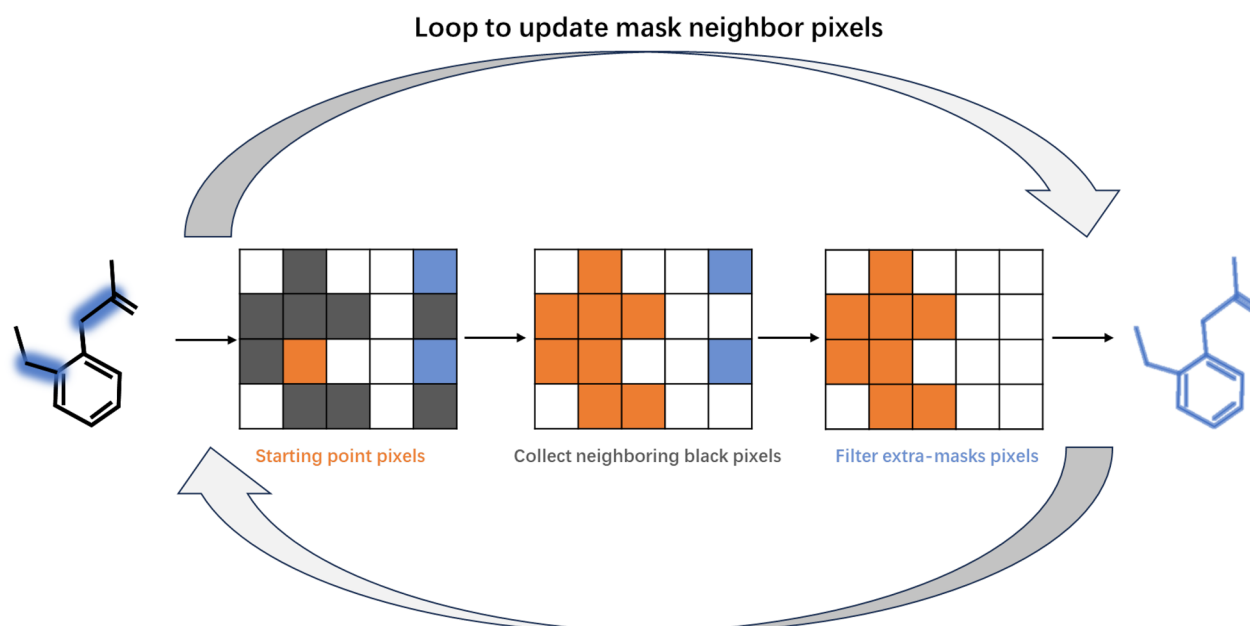 Loop to update mask neighbor pixels
Starting point pixels
Collect neighboring black pixels
Filter extra-masks pixels